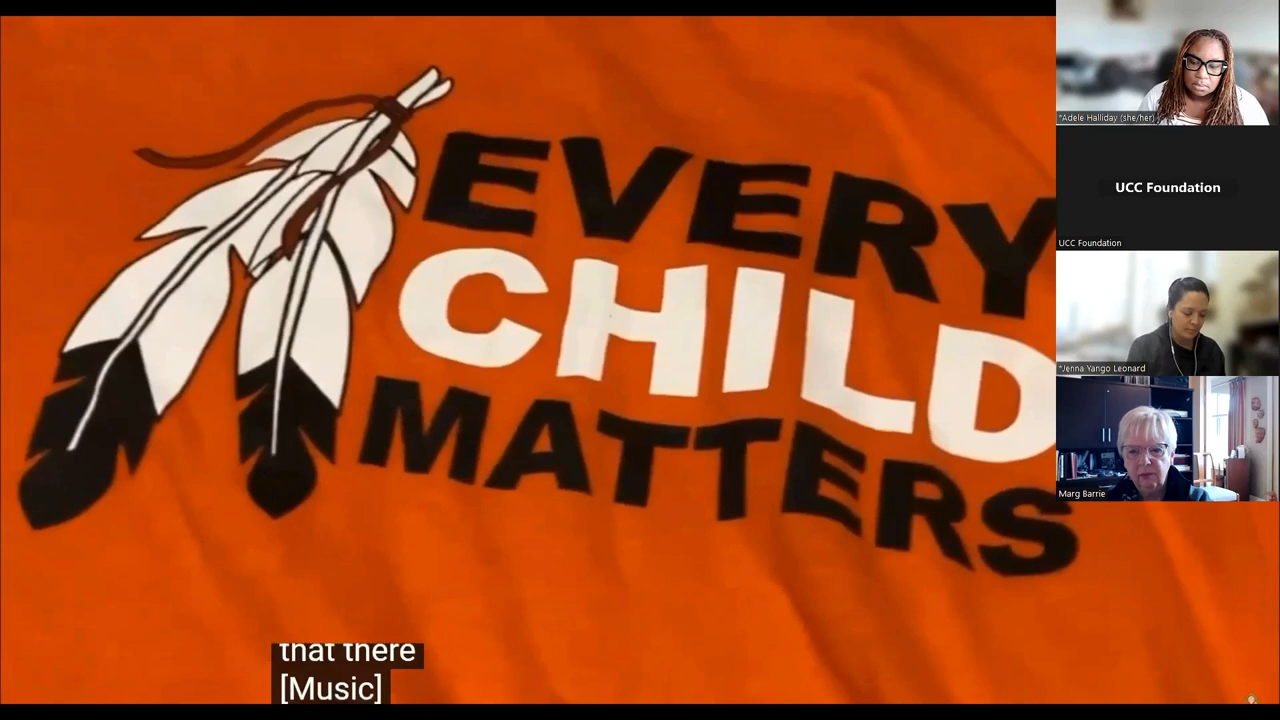 EVERY
CHILD
MATTERS
that there
[Music]
*Adele Halliday (she/her)
UCC Foundation
UCC Foundation
*Jenna Yango Leonard
Marg Barrie